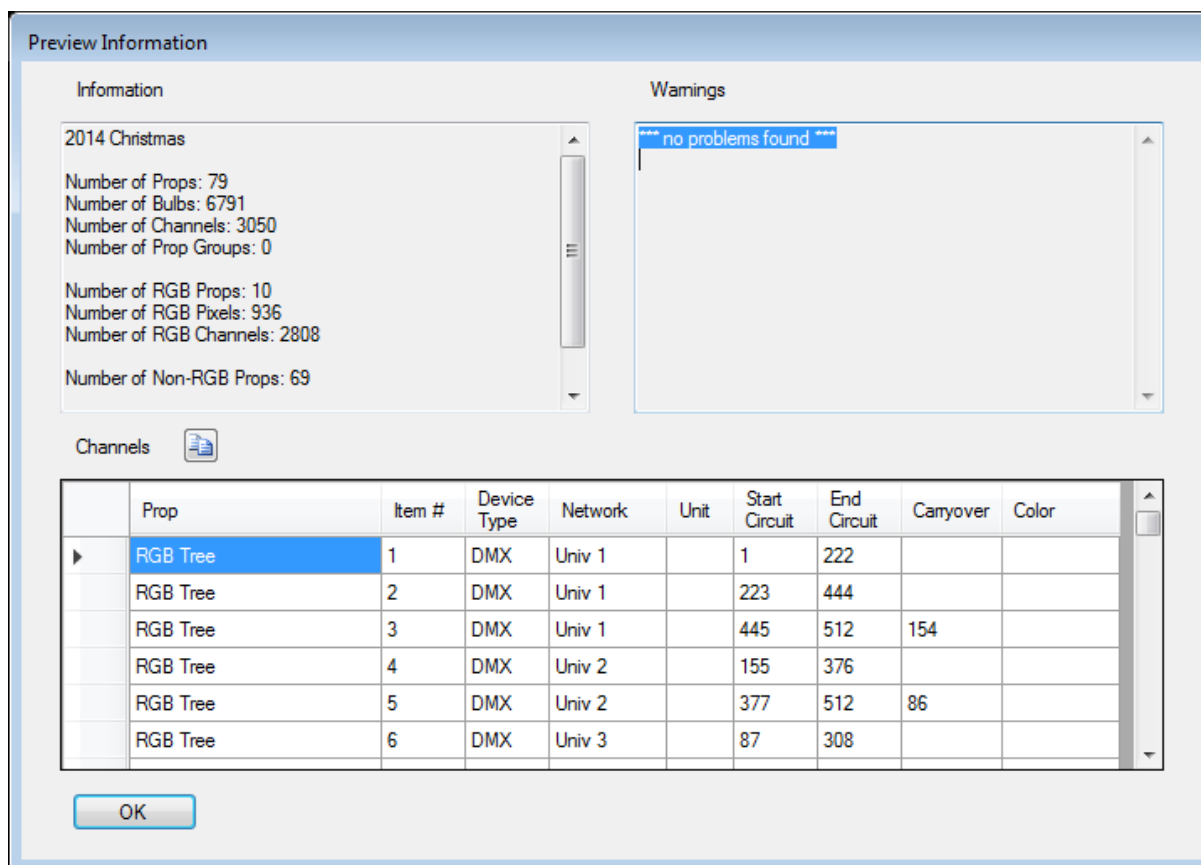 Preview Information
Information
Warnings
2014 Christmas
Number of Props: 79
Number of Bulbs: 6791
Number of Channels: 3050
Number of Prop Groups: 0
Number of RGB Props: 10
Number of RGB Pixels: 936
Number of RGB Channels: 2808
Number of Non-RGB Props: 69
*** no problems found ***
Channels
Prop Item # Device Type Network Unit Start Circuit End Circuit Carryover Color
RGB Tree 1 DMX Univ 1 1 222
RGB Tree 2 DMX Univ 1 223 444
RGB Tree 3 DMX Univ 1 445 512 154
RGB Tree 4 DMX Univ 2 155 376
RGB Tree 5 DMX Univ 2 377 512 86
RGB Tree 6 DMX Univ 3 87 308
OK